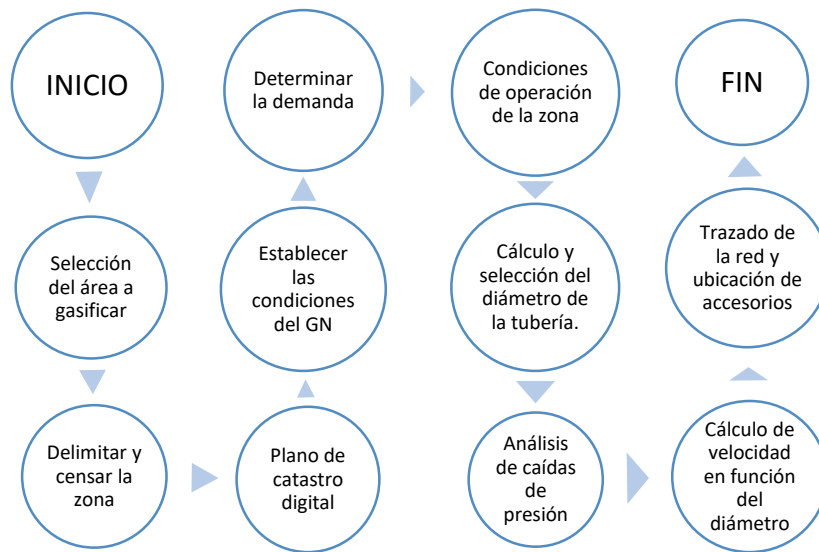 INICIO
Selección
del área a
gasificar
Delimitar y
censar la
zona
Plano de
catastro
digital
Establecer
las
condiciones
del GN
Determinar
la demanda
Condiciones
de operación
de la zona
Cálculo y
selección del
diámetro de
la tubería.
Análisis
de caídas
de
presión
Cálculo de
velocidad
en función
del
diámetro
Trazado de
la red y
ubicación de
accesorios
FIN